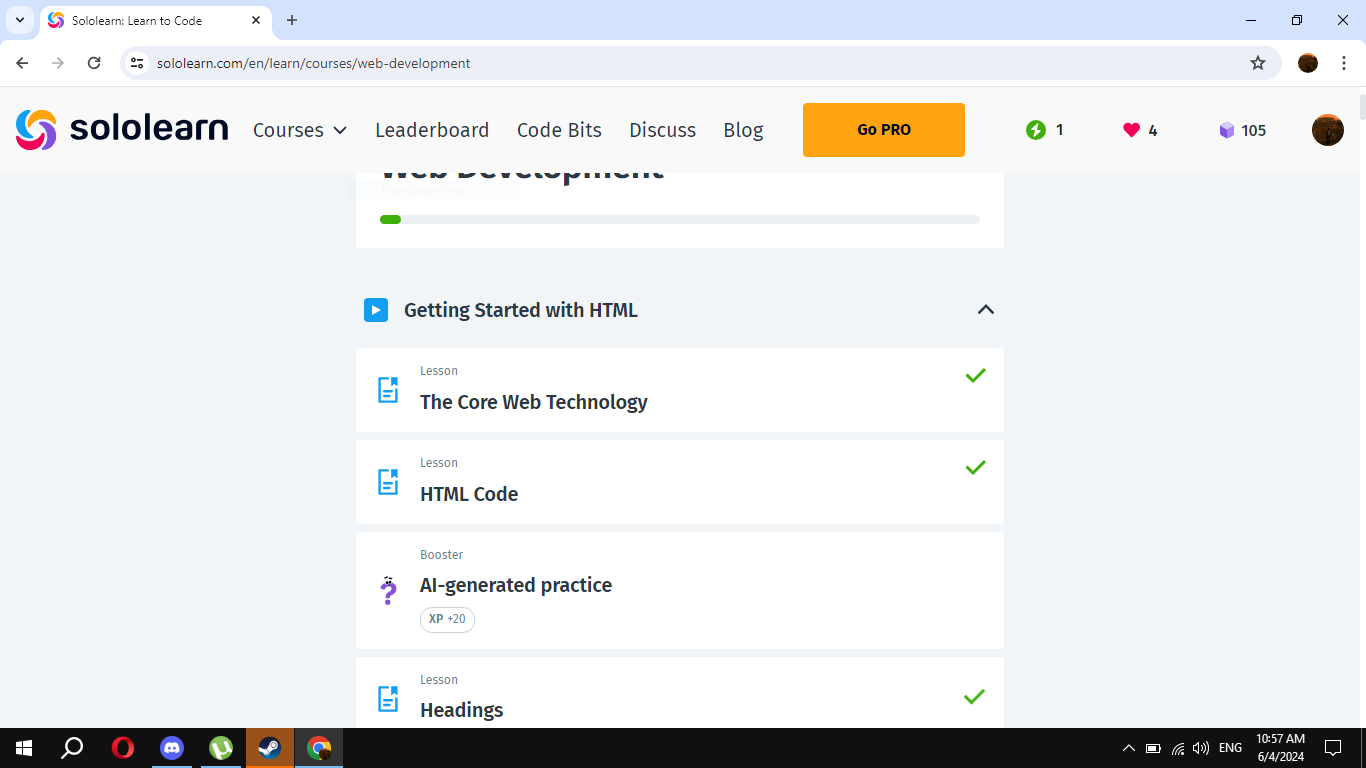 Sololearn: Learn to Code
sololearn.com/en/learn/courses/web-development
sololearn Courses Leaderboard Code Bits Discuss Blog Go PRO 1 4 105
Web Development
Getting Started with HTML
Lesson
The Core Web Technology
Lesson
HTML Code
Booster
AI-generated practice
XP +20
Lesson
Headings
ENG
10:57 AM
6/4/2024